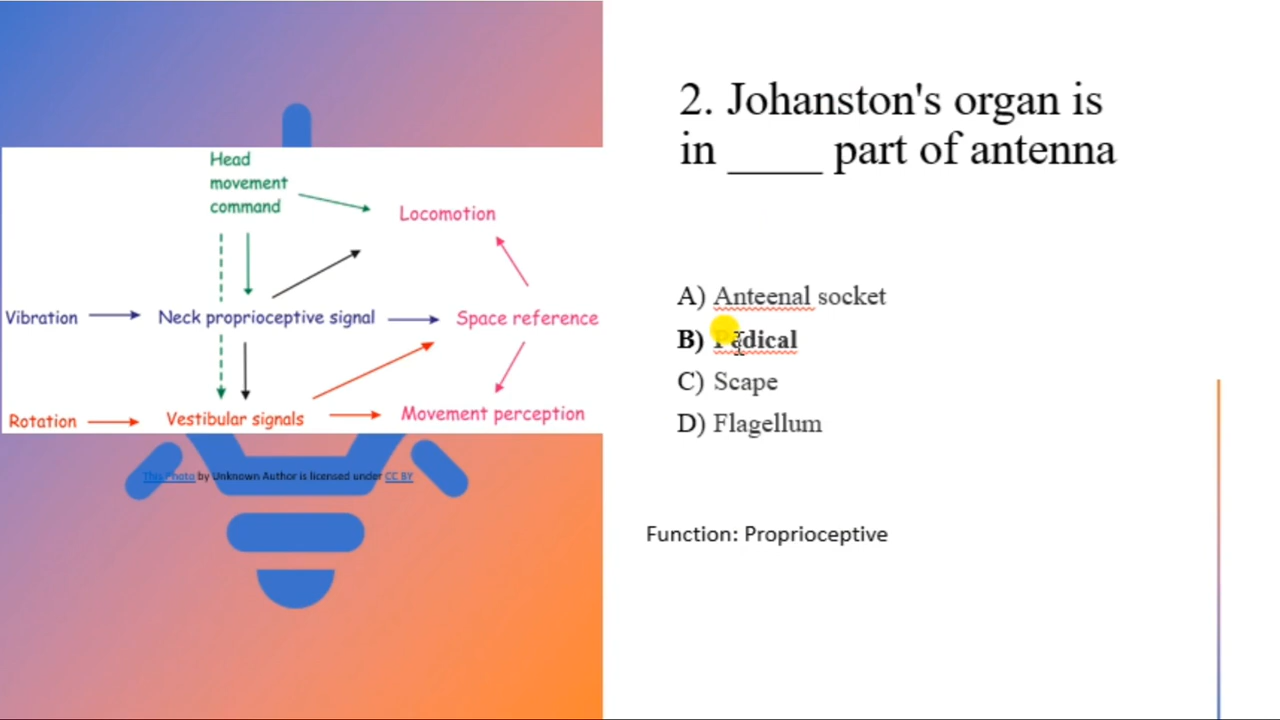 Head
movement
command
Locomotion
Vibration
Neck proprioceptive signal
Space reference
Rotation
Vestibular signals
Movement perception
This Photo by Unknown Author is licensed under CC BY
2. Johanston's organ is
in ____ part of antenna
A) Anteenal socket
B) Pedical
C) Scape
D) Flagellum
Function: Proprioceptive